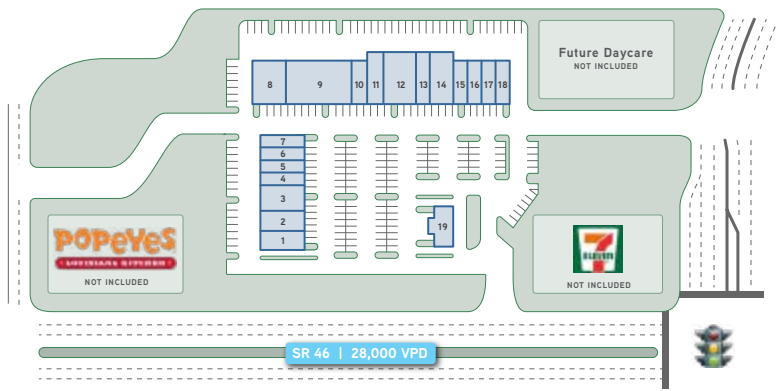 Future Daycare
NOT INCLUDED
8
9
10
11
12
13
14
15
16
17
18
7
6
5
4
3
2
1
19
POPEYES
LOUISIANA KITCHEN
NOT INCLUDED
7
ELEVEN
NOT INCLUDED
SR 46 | 28,000 VPD